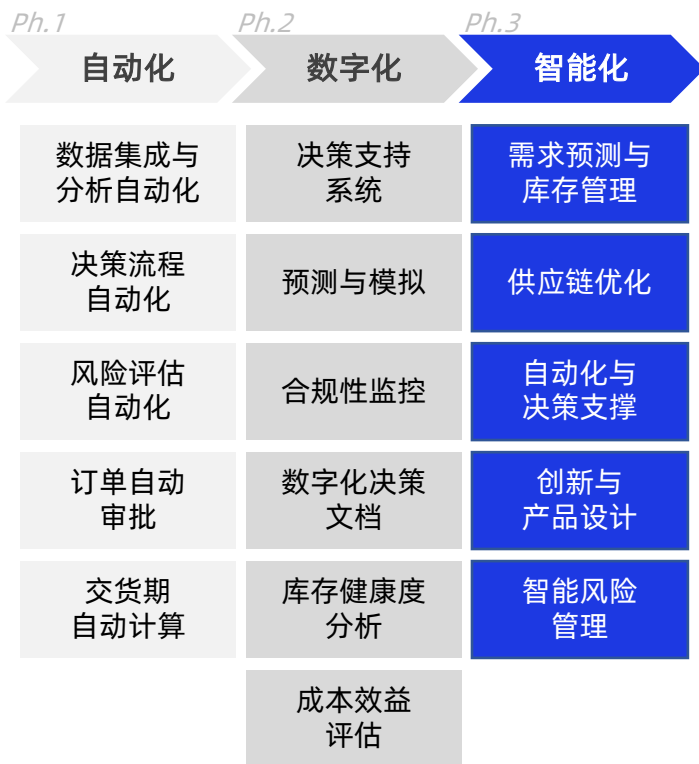 Ph.1
Ph.2
Ph.3
自动化
数字化
智能化
数据集成与
分析自动化
决策流程
自动化
风险评估
自动化
订单自动
审批
交货期
自动计算
决策支持
系统
预测与模拟
合规性监控
数字化决策
文档
库存健康度
分析
成本效益
评估
需求预测与
库存管理
供应链优化
自动化与
决策支撑
创新与
产品设计
智能风险
管理